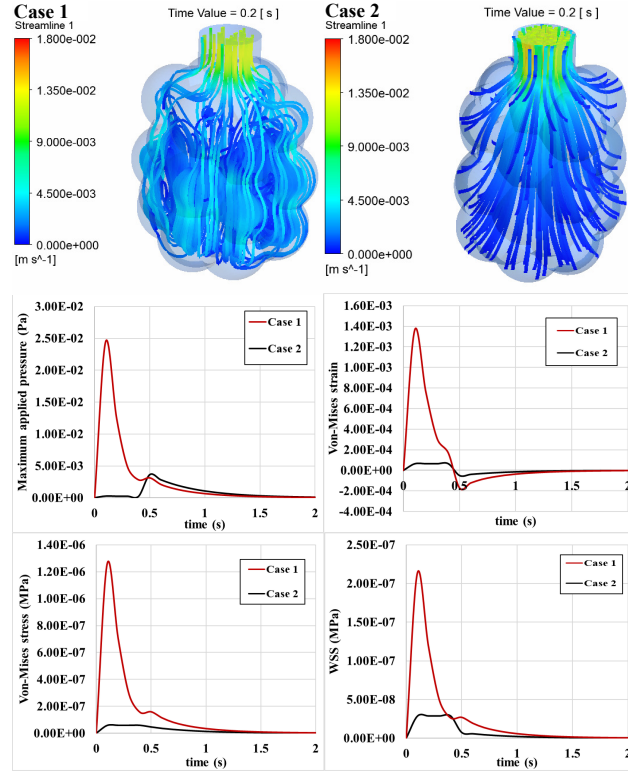 Case 1
Streamline 1
Time Value = 0.2 [ s ]
1.800e-002
1.350e-002
9.000e-003
4.500e-003
0.000e+000
[m s^-1]
Case 2
Streamline 1
Time Value = 0.2 [ s ]
1.800e-002
1.350e-002
9.000e-003
4.500e-003
0.000e+000
[m s^-1]
Maximum applied pressure (Pa)
3.00E-02
2.50E-02
2.00E-02
1.50E-02
1.00E-02
5.00E-03
0.00E+00
0 0.5 1 1.5 2
time (s)
Case 1
Case 2
Von-Mises strain
1.60E-03
1.40E-03
1.20E-03
1.00E-03
8.00E-04
6.00E-04
4.00E-04
2.00E-04
0.00E+00
-2.00E-04
-4.00E-04
0 0.5 1 1.5 2
time (s)
Case 1
Case 2
Von-Mises stress (MPa)
1.40E-06
1.20E-06
1.00E-06
8.00E-07
6.00E-07
4.00E-07
2.00E-07
0.00E+00
0 0.5 1 1.5 2
time (s)
Case 1
Case 2
WSS (MPa)
2.50E-07
2.00E-07
1.50E-07
1.00E-07
5.00E-08
0.00E+00
0 0.5 1 1.5 2
time (s)
Case 1
Case 2